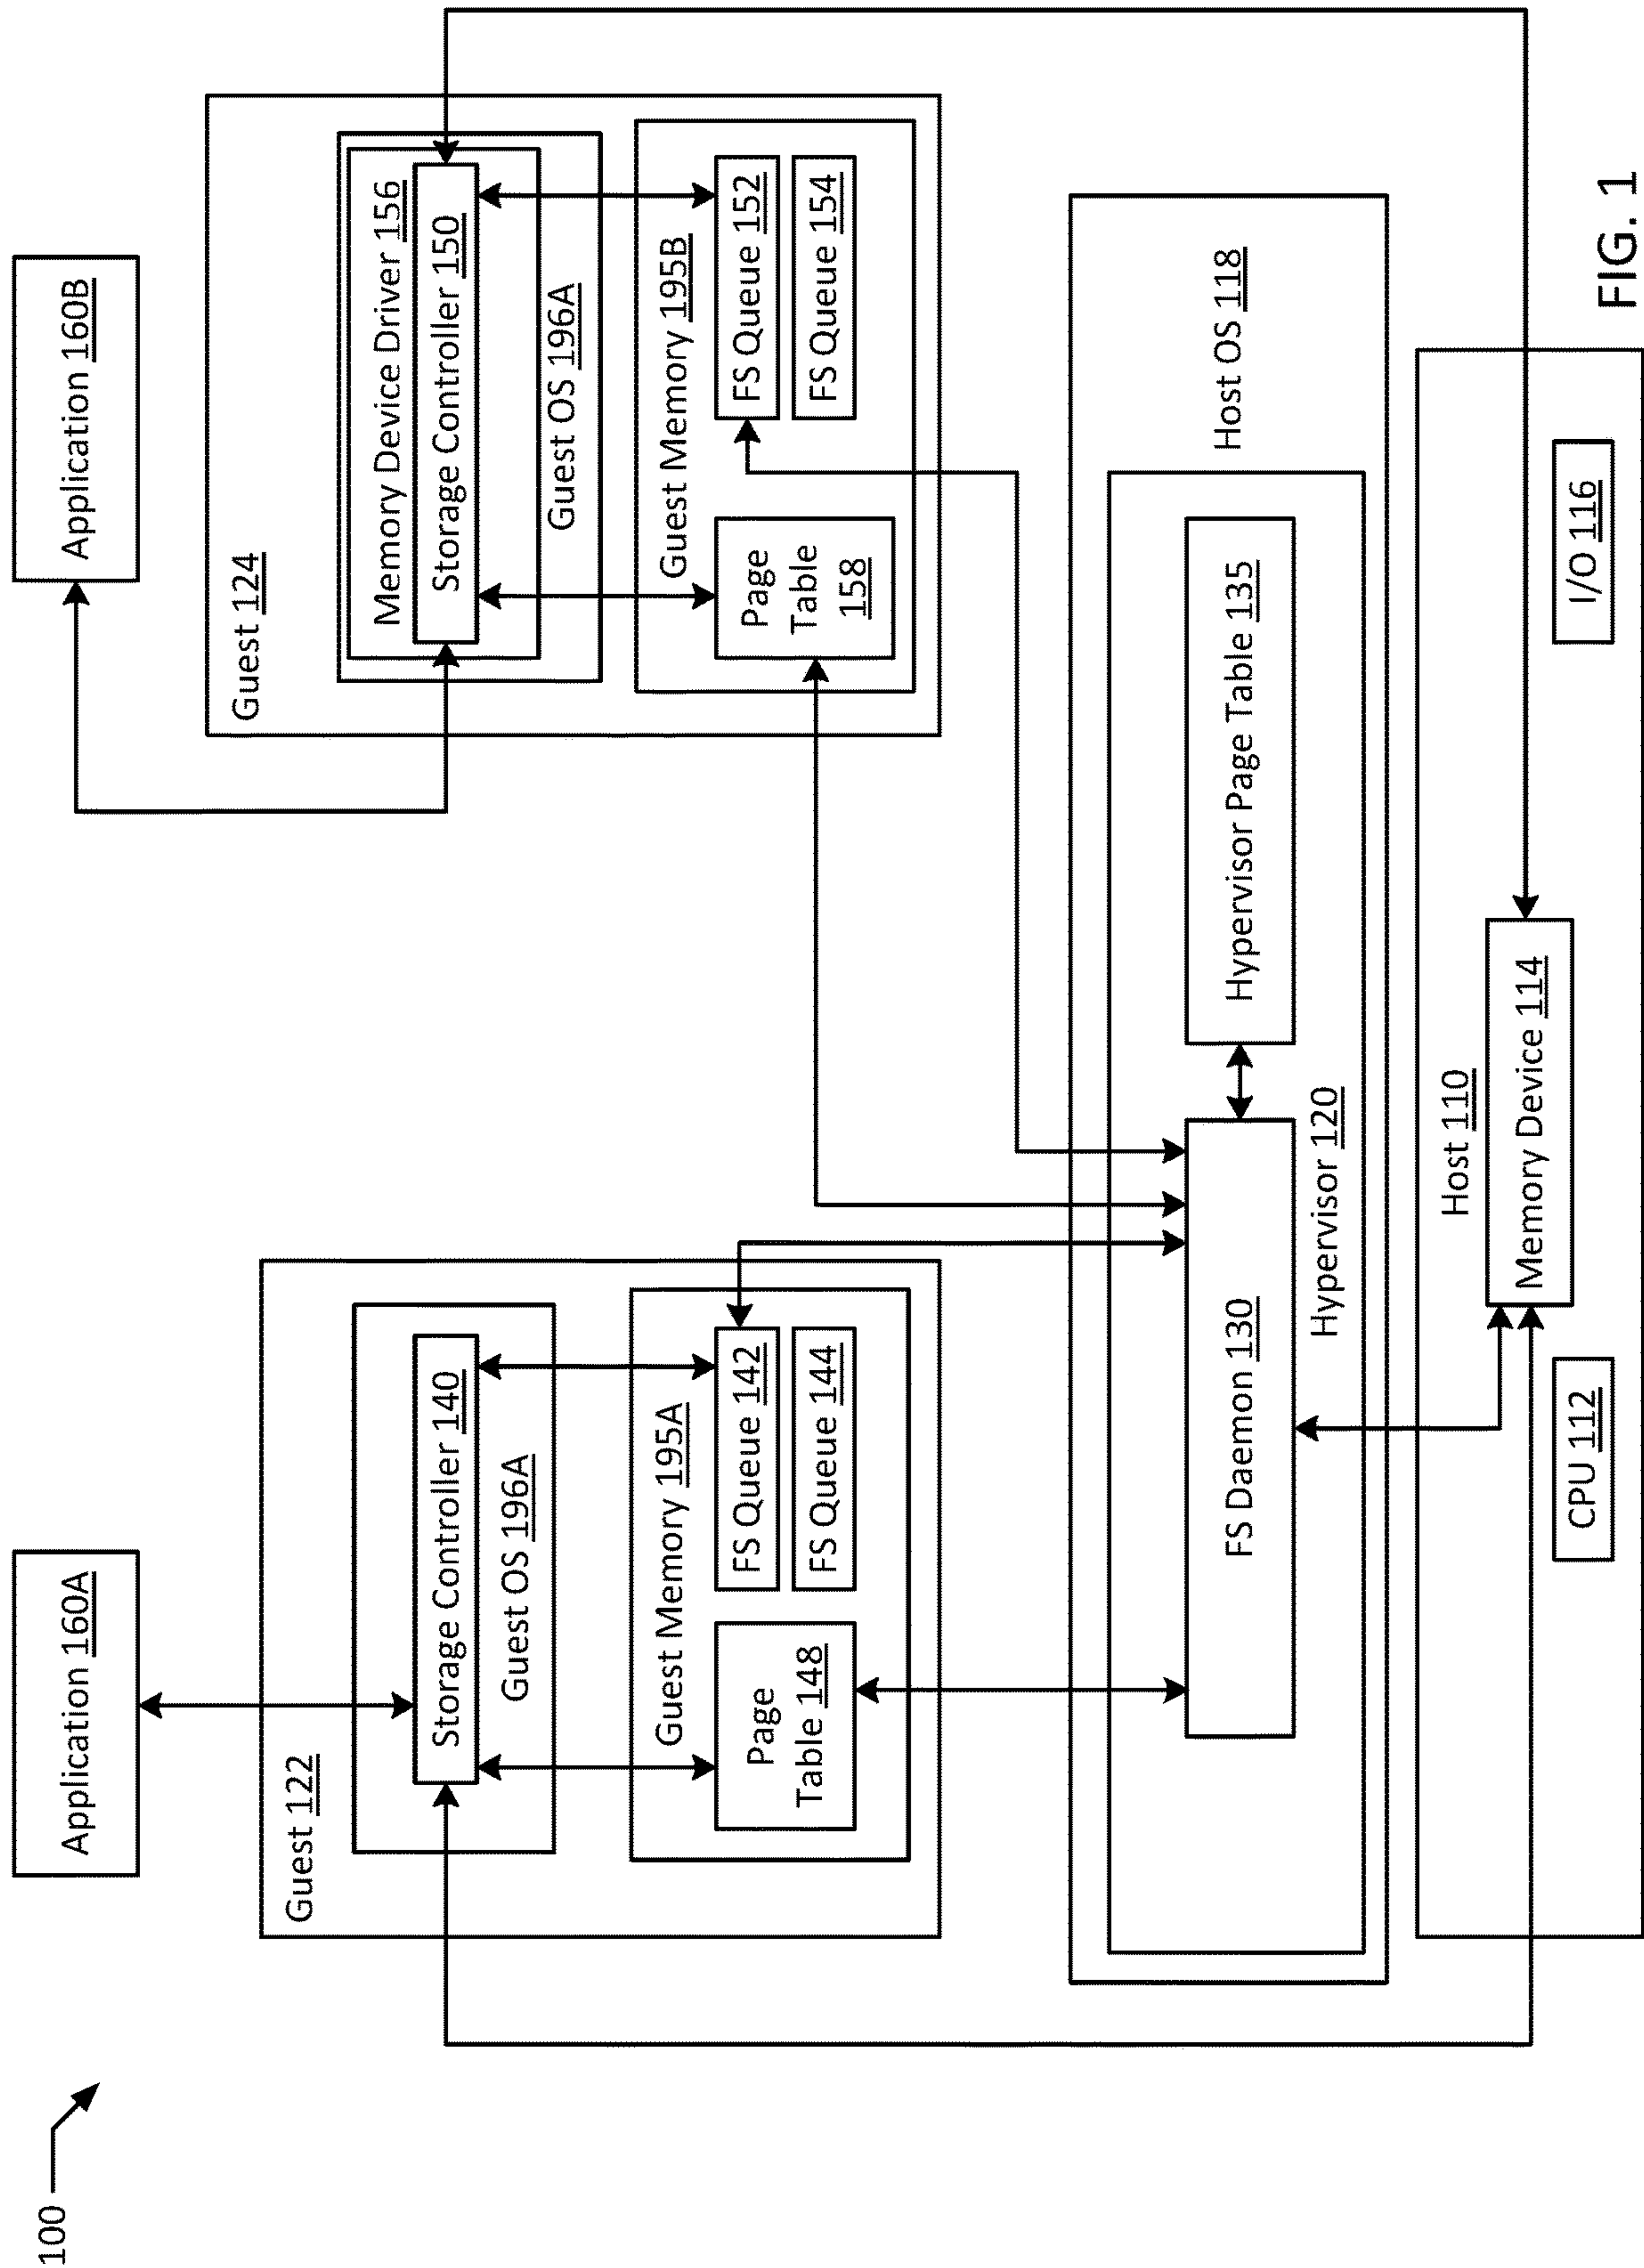 100
Application 160A
Application 160B
Guest 122
Storage Controller 140
Guest OS 196A
Guest Memory 195A
Page
Table 148
FS Queue 142
FS Queue 144
Guest 124
Memory Device Driver 156
Storage Controller 150
Guest OS 196A
Guest Memory 195B
Page
Table
158
FS Queue 152
FS Queue 154
Host OS 118
FS Daemon 130
Hypervisor Page Table 135
Hypervisor 120
Host 110
CPU 112
Memory Device 114
I/O 116
FIG. 1